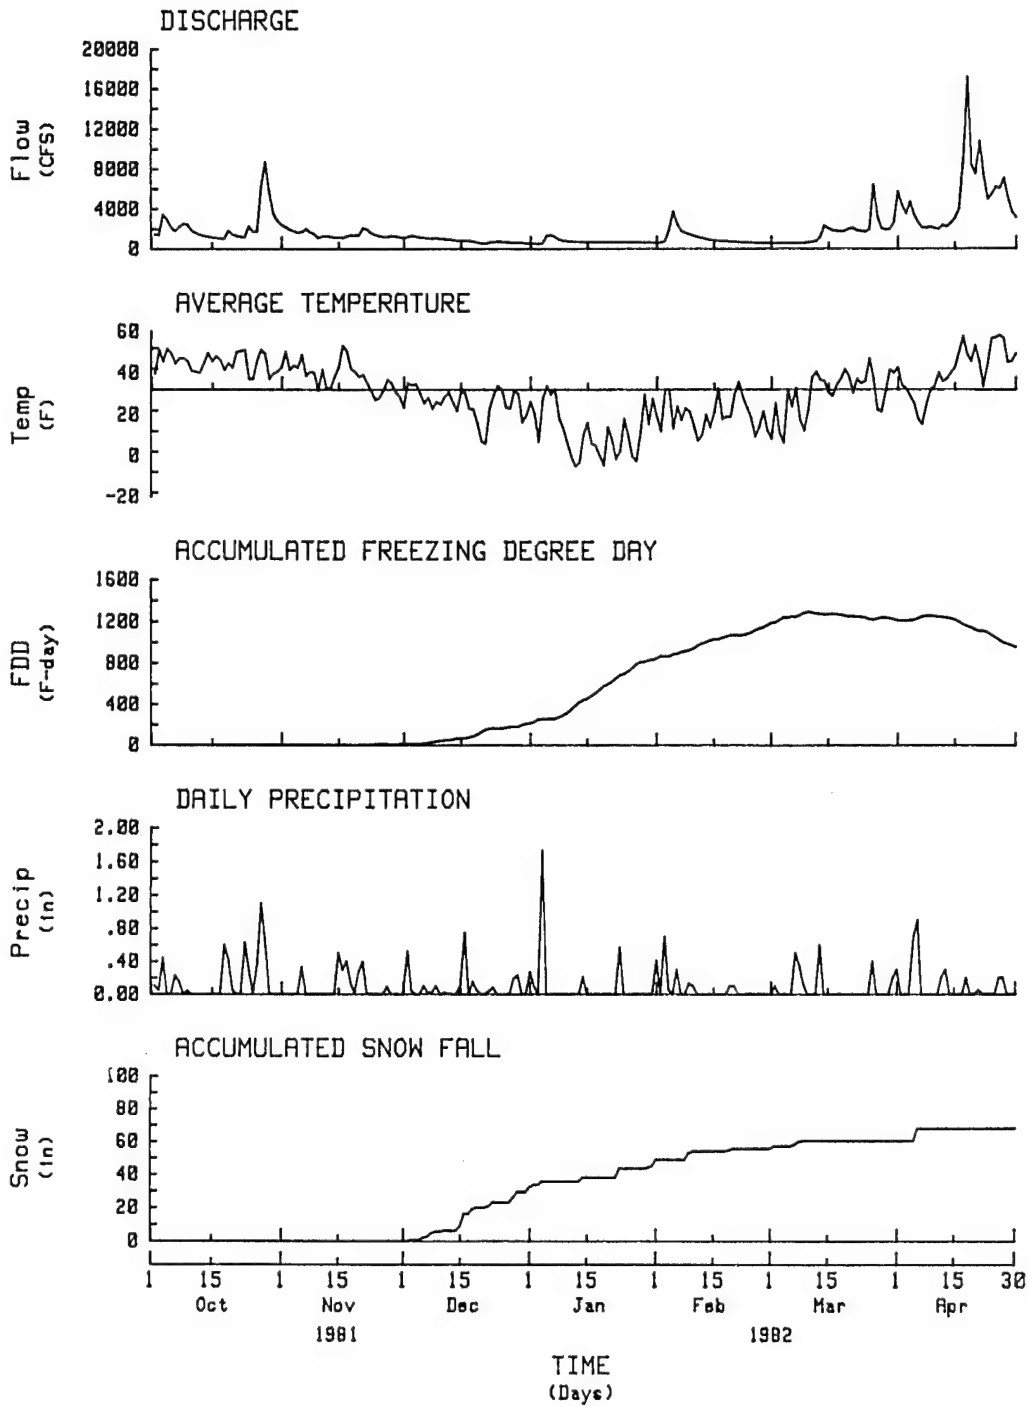 DISCHARGE
20000
16000
12000
8000
4000
0
Flow
(CFS)
AVERAGE TEMPERATURE
60
40
20
0
-20
Temp
(F)
ACCUMULATED FREEZING DEGREE DAY
1600
1200
800
400
0
FDD
(F-day)
DAILY PRECIPITATION
2.00
1.60
1.20
.80
.40
0.00
Precip
(in)
ACCUMULATED SNOW FALL
100
80
60
40
20
0
Snow
(in)
1 15 1 15 1 15 1 15 1 15 1 15 1 15 30
Oct Nov Dec Jan Feb Mar Apr
1981 1982
TIME
(Days)